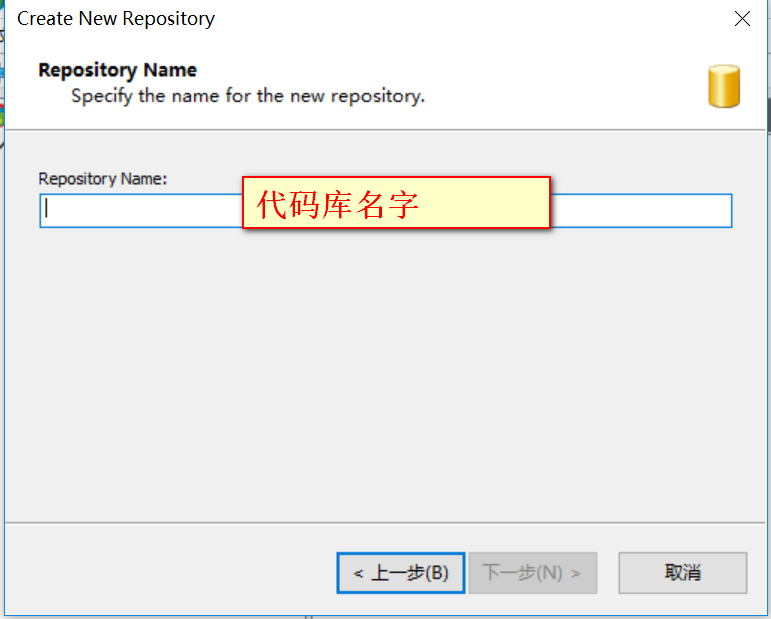 Create New Repository
Repository Name
Specify the name for the new repository.
Repository Name:
代码库名字
< 上一步(B)
下一步(N) >
取消